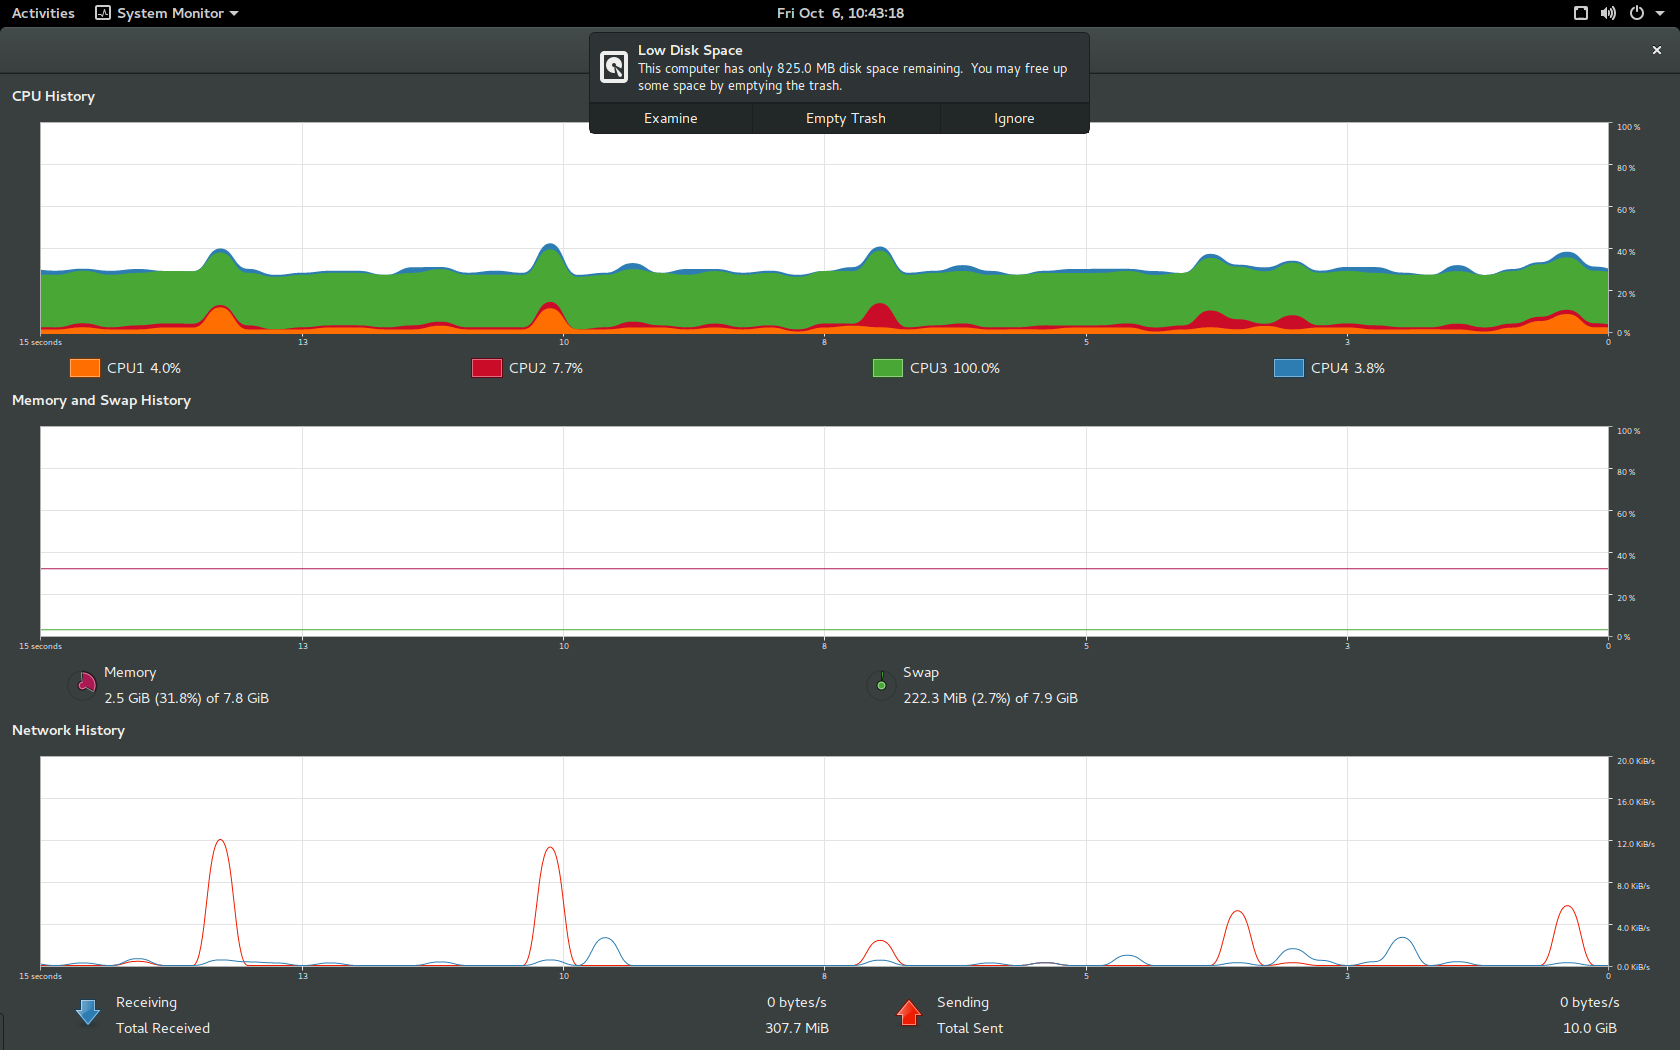 Activities
System Monitor
Fri Oct  6, 10:43:18
Low Disk Space
This computer has only 825.0 MB disk space remaining.  You may free up
some space by emptying the trash.
Examine
Empty Trash
Ignore
CPU History
100 %
80 %
60 %
40 %
20 %
0 %
15 seconds
13
10
8
5
3
0
CPU1 4.0%
CPU2 7.7%
CPU3 100.0%
CPU4 3.8%
Memory and Swap History
100 %
80 %
60 %
40 %
20 %
0 %
15 seconds
13
10
8
5
3
0
Memory
2.5 GiB (31.8%) of 7.8 GiB
Swap
222.3 MiB (2.7%) of 7.9 GiB
Network History
20.0 KiB/s
16.0 KiB/s
12.0 KiB/s
8.0 KiB/s
4.0 KiB/s
0.0 KiB/s
15 seconds
13
10
8
5
3
0
Receiving
0 bytes/s
Total Received
307.7 MiB
Sending
0 bytes/s
Total Sent
10.0 GiB